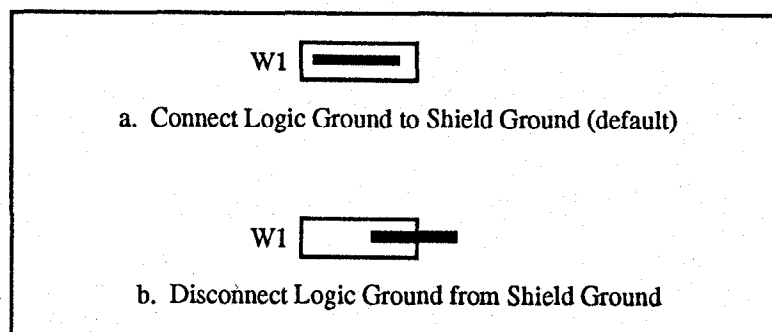 W1
a. Connect Logic Ground to Shield Ground (default)
W1
b. Disconnect Logic Ground from Shield Ground